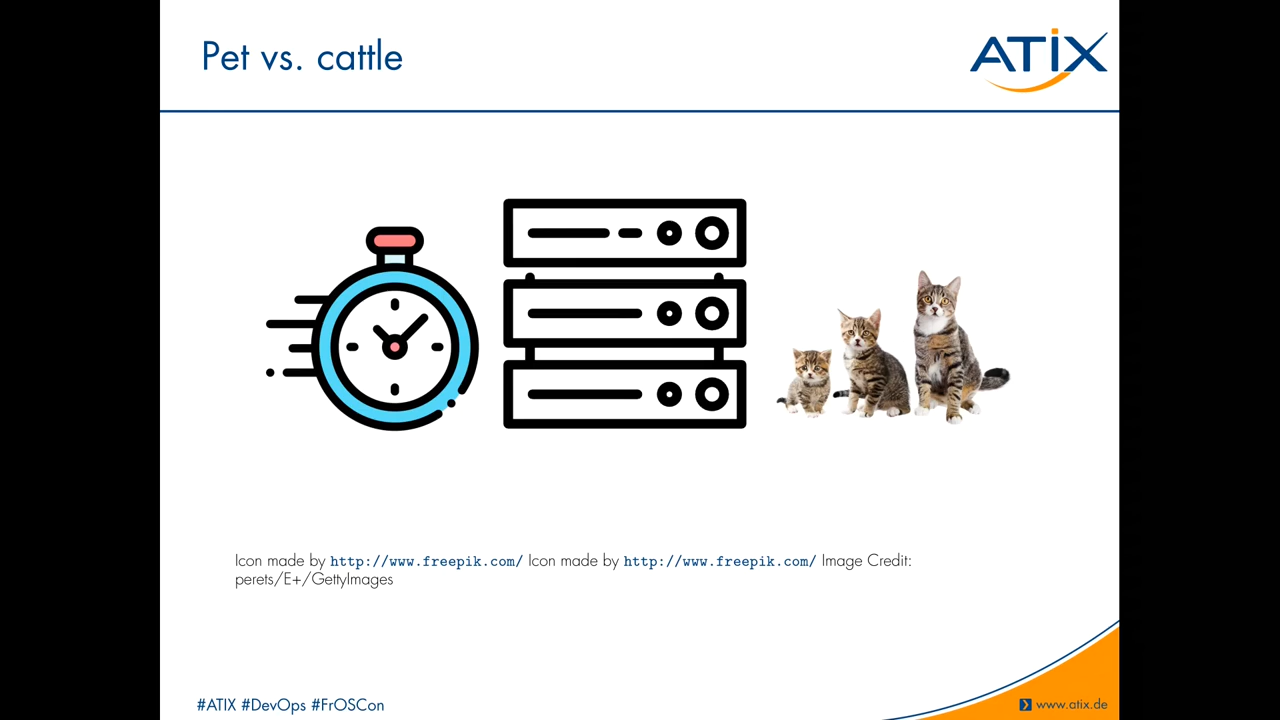 Pet vs. cattle
ATIX
Icon made by http://www.freepik.com/ Icon made by http://www.freepik.com/ Image Credit:
perets/E+/GettyImages
#ATIX #DevOps #FrOSCon
www.atix.de